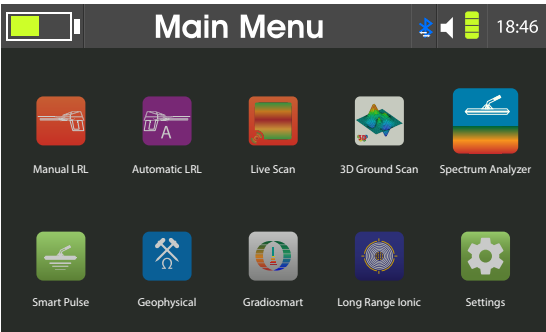 Main Menu
18:46
A
Manual LRL
Automatic LRL
Live Scan
3D Ground Scan
Spectrum Analyzer
Ω
Smart Pulse
Geophysical
Gradiosmart
Long Range Ionic
Settings